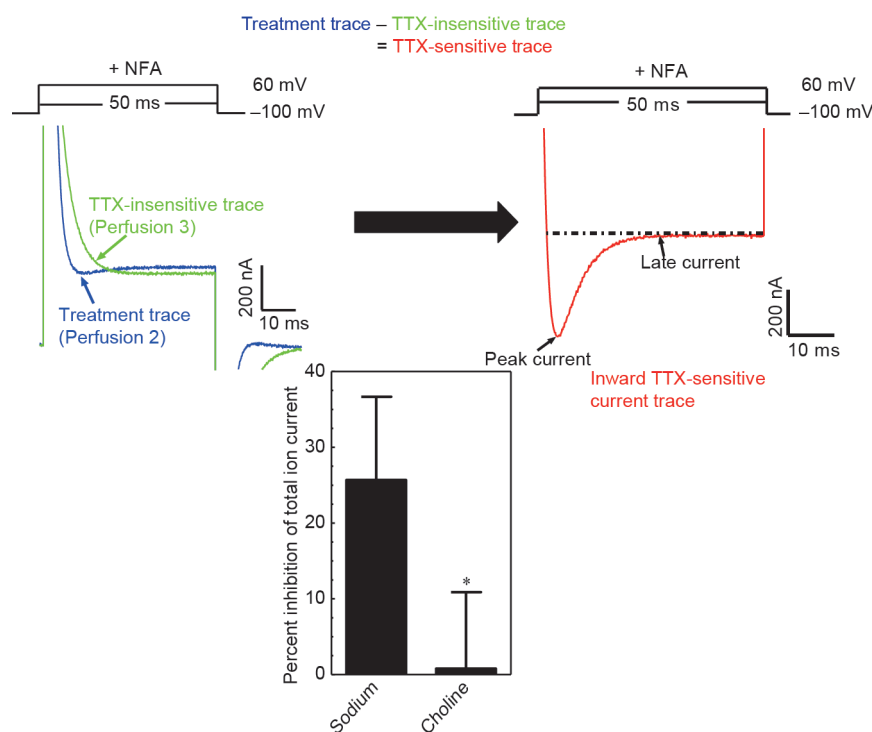 Treatment trace – TTX-insensitive trace
= TTX-sensitive trace
+ NFA
60 mV
50 ms
–100 mV
TTX-insensitive trace
(Perfusion 3)
Treatment trace
(Perfusion 2)
200 nA
10 ms
+ NFA
60 mV
50 ms
–100 mV
Late current
Peak current
200 nA
10 ms
Inward TTX-sensitive
current trace
Percent inhibition of total ion current
40
30
20
10
0
*
Sodium
Choline